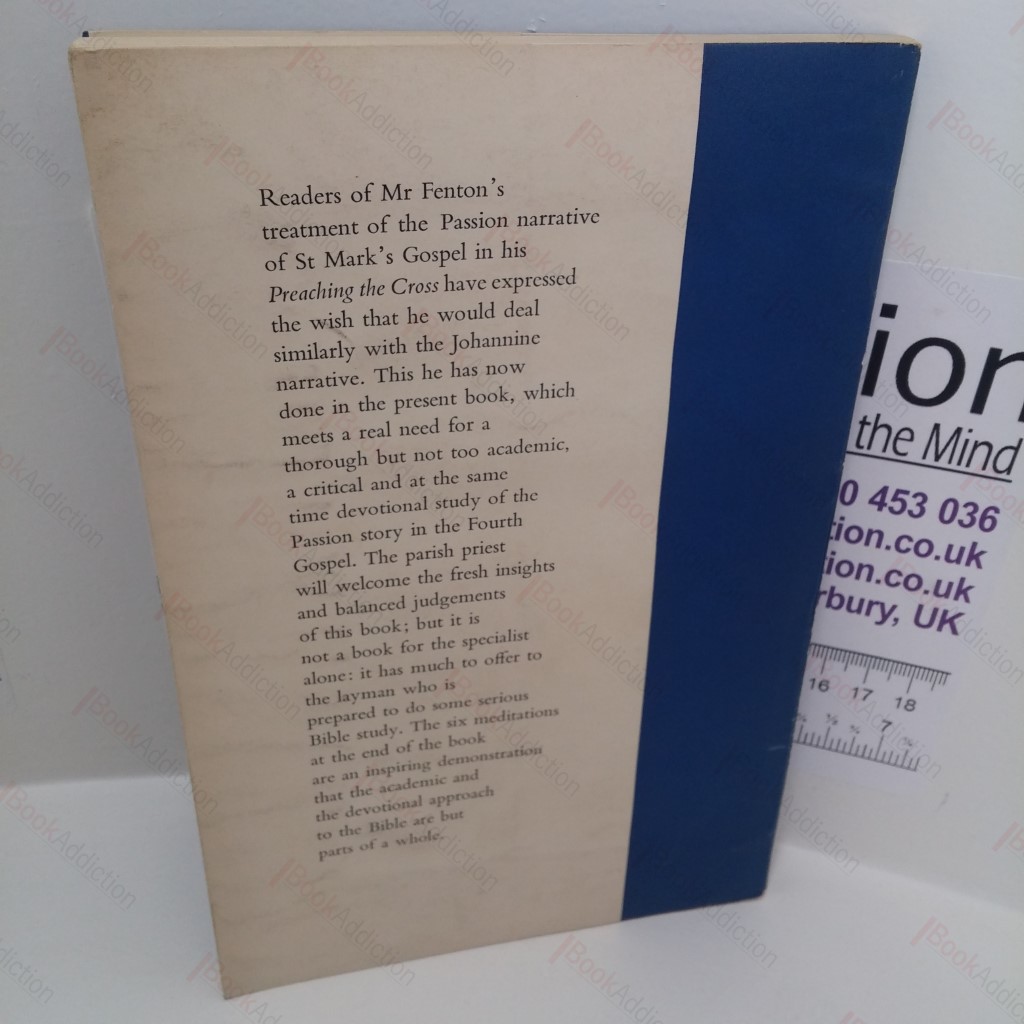 Readers of Mr Fenton's
treatment of the Passion narrative
of St Mark's Gospel in his
Preaching the Cross have expressed
the wish that he would deal
similarly with the Johannine
narrative. This he has now
done in the present book, which
meets a real need for a
thorough but not too academic,
a critical and at the same
time devotional study of the
Passion story in the Fourth
Gospel. The parish priest
will welcome the fresh insights
and balanced judgements
of this book; but it is
not a book for the specialist
alone: it has much to offer to
the layman who is
prepared to do some serious
Bible study. The six meditations
at the end of the book
are an inspiring demonstration
that the academic and
the devotional approach
to the Bible are but
parts of a whole.
ion
the Mind
0 453 036
tion.co.uk
ion.co.uk
rbury, UK
16 17 18
7
BookAddiction